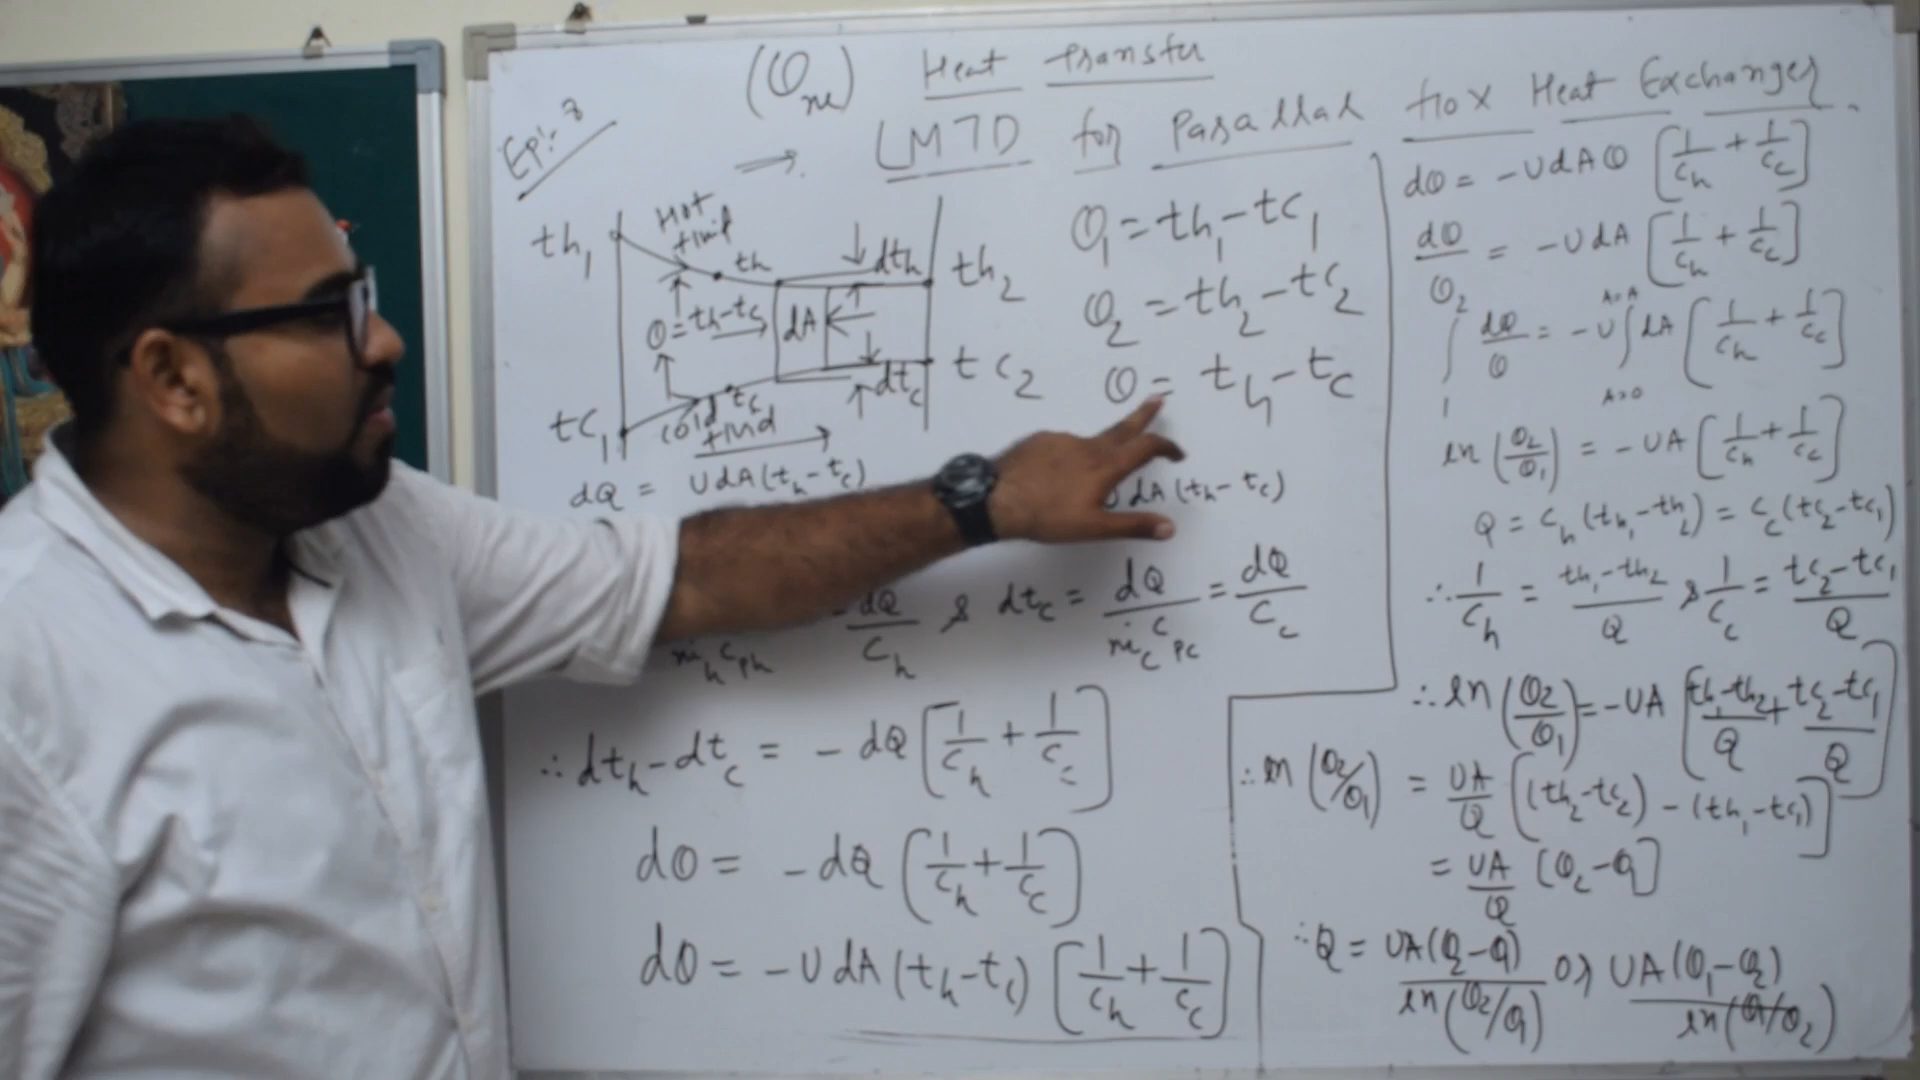 (θm) Heat transfer
EP:- 3
→ LMTD for Parallal flox Heat Exchanger
th₁
Hot fluid
th
dth
th₂
θ = th-tc
dA
tc₁
cold fluid
tc
dtc
tc₂
θ₁ = th₁ - tc₁
θ₂ = th₂ - tc₂
θ = th - tc
dQ = UdA(th - tc)
dA(th - tc)
ṁh Cph
-dQ/Ch & dtc = dQ/ṁc Cpc = dQ/Cc
∴ dth - dtc = - dQ [1/Ch + 1/Cc]
dθ = - dQ [1/Ch + 1/Cc]
dθ = - U dA (th - tc) [1/Ch + 1/Cc]
dθ = - UdAθ [1/Ch + 1/Cc]
dθ/θ = - UdA [1/Ch + 1/Cc]
∫₁² dθ/θ = - U ∫ dA [1/Ch + 1/Cc]
A=A
A=0
ln (θ₂/θ₁) = - UA [1/Ch + 1/Cc]
Q = Ch (th₁ - th₂) = Cc (tc₂ - tc₁)
∴ 1/Ch = th₁ - th₂/Q & 1/Cc = tc₂ - tc₁/Q
∴ ln (θ₂/θ₁) = - UA [th₁ - th₂/Q + tc₂ - tc₁/Q]
∴ ln (θ₂/θ₁) = UA/Q [(th₂ - tc₂) - (th₁ - tc₁)]
= UA/Q [θ₂ - θ₁]
∴ Q = UA(θ₂ - θ₁)/ln(θ₂/θ₁) or UA(θ₁ - θ₂)/ln(θ₁/θ₂)